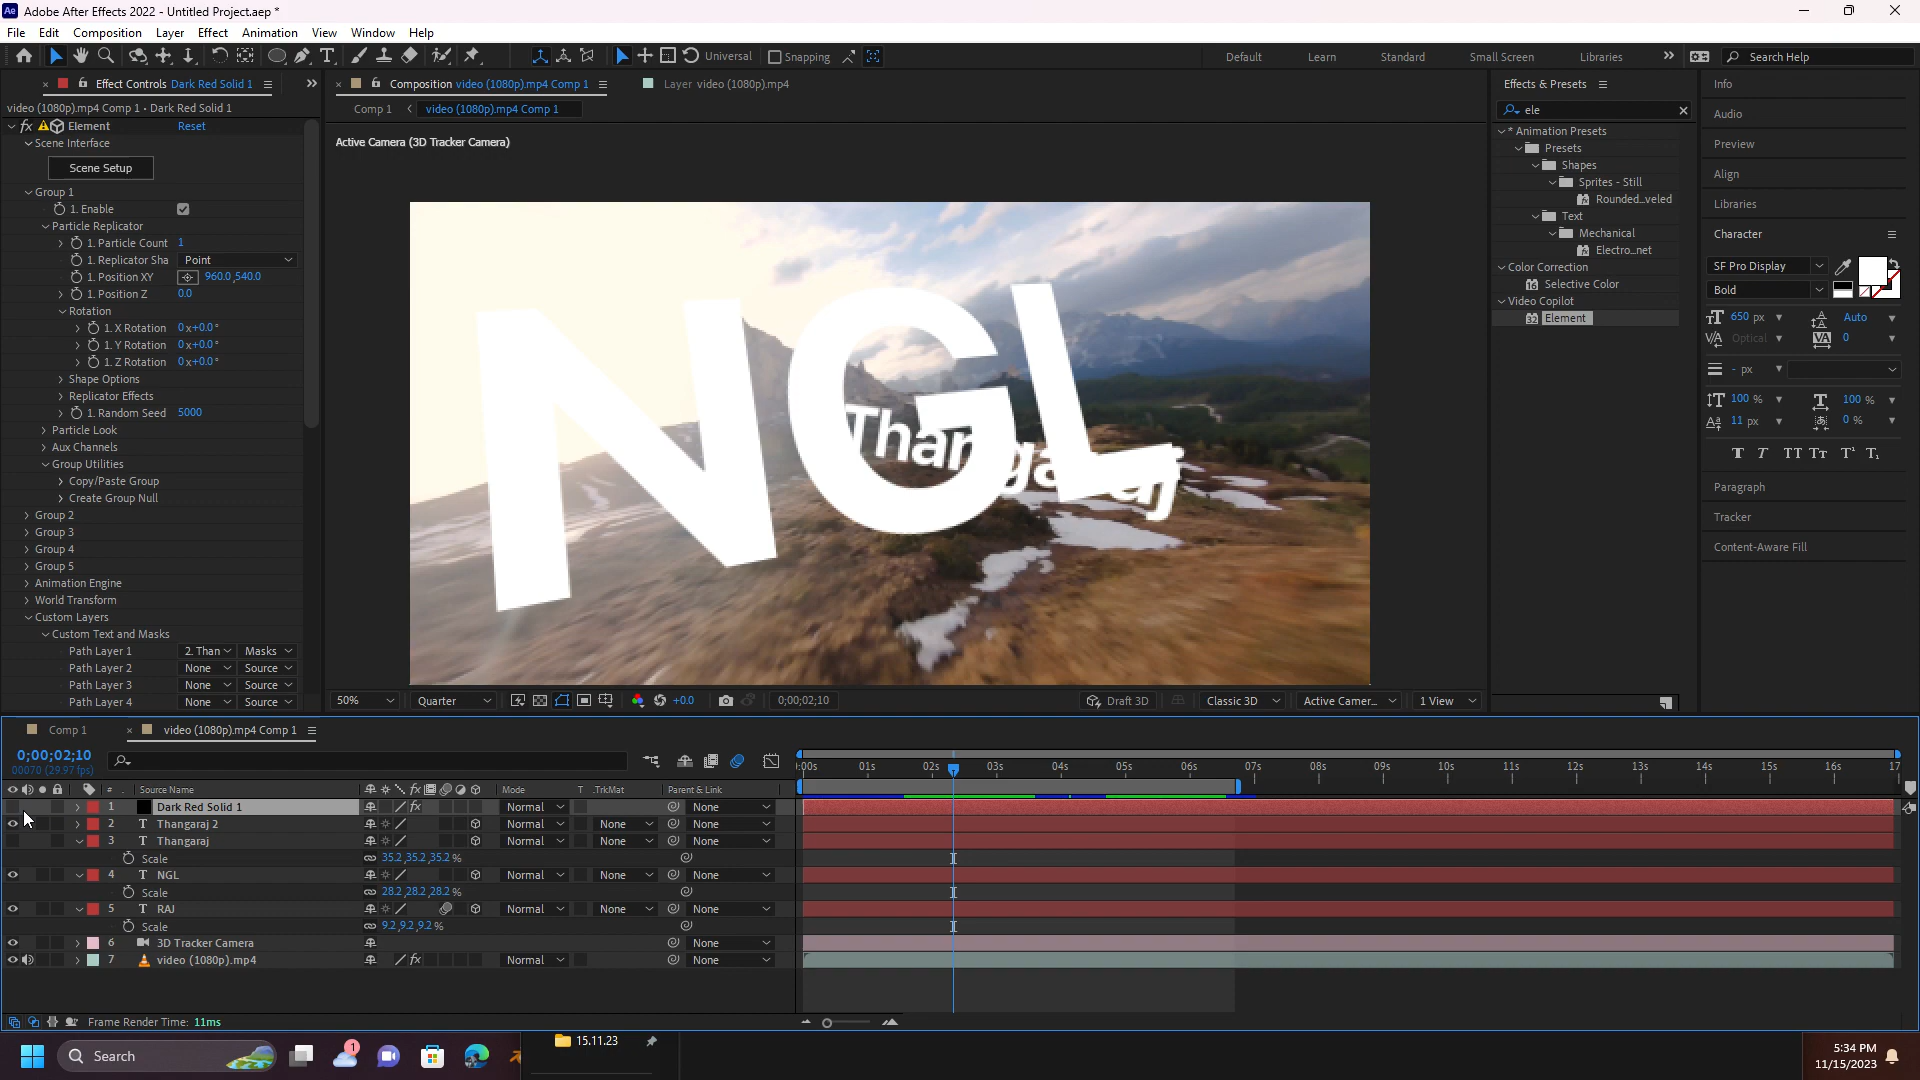 Adobe After Effects 2022 - Untitled Project.aep *
File Edit Composition Layer Effect Animation View Window Help
Universal Snapping Default Learn Standard Small Screen Libraries Search Help
Effect Controls Dark Red Solid 1
video (1080p).mp4 Comp 1 • Dark Red Solid 1
fx Element Reset
Scene Interface
Scene Setup
Group 1
1. Enable
Particle Replicator
1. Particle Count 1
1. Replicator Sha Point
1. Position XY 960.0,540.0
1. Position Z 0.0
Rotation
1. X Rotation 0x+0.0°
1. Y Rotation 0x+0.0°
1. Z Rotation 0x+0.0°
Shape Options
Replicator Effects
1. Random Seed 5000
Particle Look
Aux Channels
Group Utilities
Copy/Paste Group
Create Group Null
Group 2
Group 3
Group 4
Group 5
Animation Engine
World Transform
Custom Layers
Custom Text and Masks
Path Layer 1 2. Than Masks
Path Layer 2 None Source
Path Layer 3 None Source
Path Layer 4 None Source
Composition video (1080p).mp4 Comp 1
Layer video (1080p).mp4
Comp 1 video (1080p).mp4 Comp 1
Active Camera (3D Tracker Camera)
NGL
Thangaraj
50% Quarter +0.0 0;00;02;10 Draft 3D Classic 3D Active Camer... 1 View
Effects & Presets
ele
* Animation Presets
Presets
Shapes
Sprites - Still
Rounded...veled
Text
Mechanical
Electro...net
Color Correction
Selective Color
Video Copilot
Element
Info
Audio
Preview
Align
Libraries
Character
SF Pro Display
Bold
650 px Auto
Optical 0
- px
100 % 100 %
11 px 0 %
T T TT Tт T¹ T₁
Paragraph
Tracker
Content-Aware Fill
Comp 1 video (1080p).mp4 Comp 1
0;00;02;10
00070 (29.97 fps)
:00s 01s 02s 03s 04s 05s 06s 07s 08s 09s 10s 11s 12s 13s 14s 15s 16s 17
# Source Name fx Mode T .TrkMat Parent & Link
1 Dark Red Solid 1 fx Normal None
2 T Thangaraj 2 Normal None None
3 T Thangaraj Normal None None
Scale 35.2,35.2,35.2%
4 T NGL Normal None None
Scale 28.2,28.2,28.2%
5 T RAJ Normal None None
Scale 9.2,9.2,9.2%
6 3D Tracker Camera None
7 video (1080p).mp4 fx Normal None
Frame Render Time: 11ms
Search
1
15.11.23
5:34 PM
11/15/2023